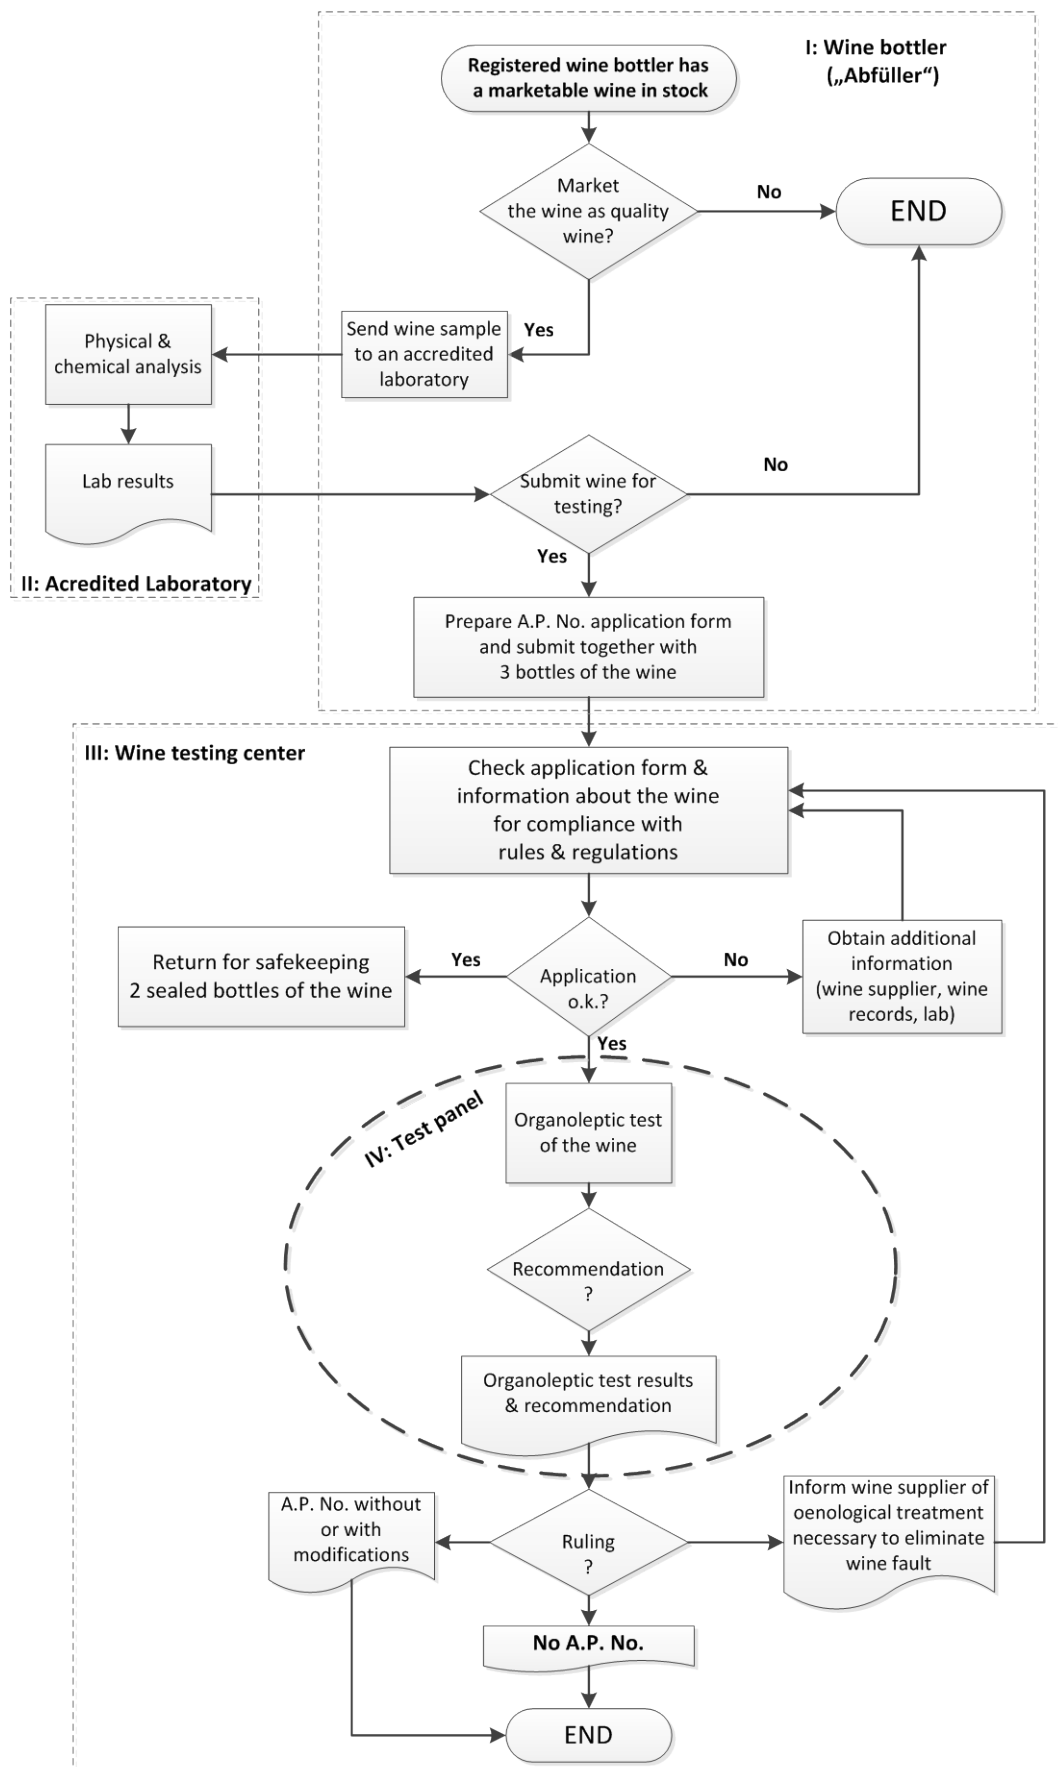 I: Wine bottler
(„Abfüller“)
Registered wine bottler has
a marketable wine in stock
Market
the wine as quality
wine?
No
END
Yes
Send wine sample
to an accredited
laboratory
Physical &
chemical analysis
Lab results
II: Acredited Laboratory
Submit wine for
testing?
No
Yes
Prepare A.P. No. application form
and submit together with
3 bottles of the wine
III: Wine testing center
Check application form &
information about the wine
for compliance with
rules & regulations
Application
o.k.?
Yes
Return for safekeeping
2 sealed bottles of the wine
No
Obtain additional
information
(wine supplier, wine
records, lab)
Yes
IV: Test panel
Organoleptic test
of the wine
Recommendation
?
Organoleptic test results
& recommendation
Ruling
?
A.P. No. without
or with
modifications
Inform wine supplier of
oenological treatment
necessary to eliminate
wine fault
No A.P. No.
END